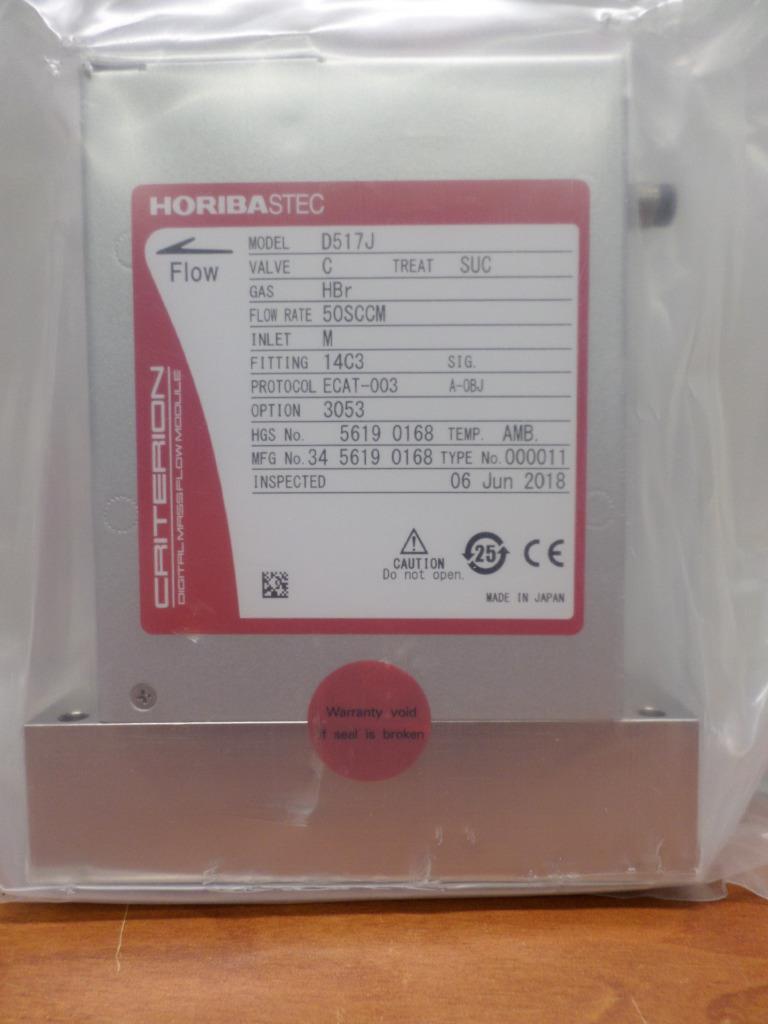 HORIBASTEC
Flow
MODEL D517J
VALVE C TREAT SUC
GAS HBr
FLOW RATE 50SCCM
INLET M
FITTING 14C3 SIG.
PROTOCOL ECAT-003 A-OBJ
OPTION 3053
HGS No. 5619 0168 TEMP. AMB.
MFG No. 34 5619 0168 TYPE No. 000011
INSPECTED 06 Jun 2018
CRITERION
DIGITAL MASS FLOW MODULE
CAUTION
Do not open.
25
CE
MADE IN JAPAN
Warranty void
if seal is broken